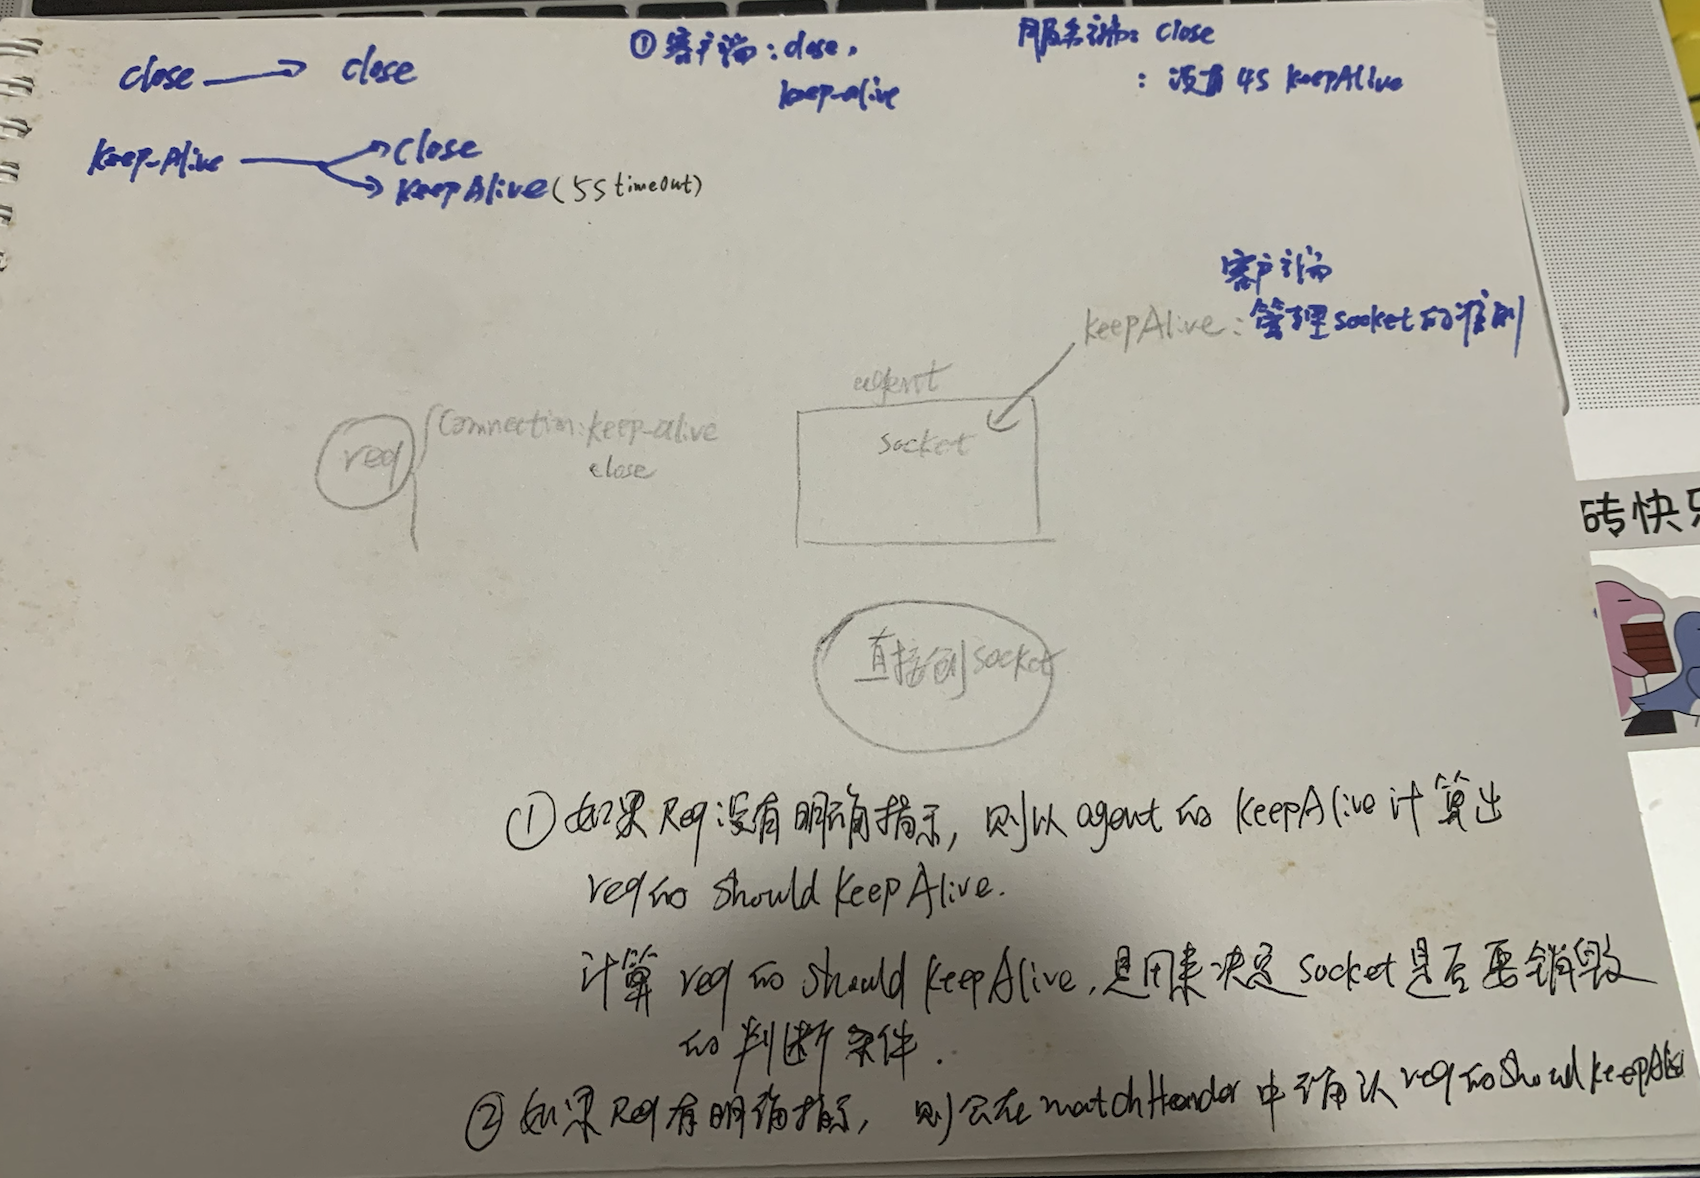 close → close
① 客户端：close，
keep-alive
服务端：close
：没有 4S KeepAlive
Keep-Alive → close
→ KeepAlive (5S timeout)
客户端
keepAlive：管理socket的准则
agent
socket
req
Connection: keep-alive
close
直接创socket
砖快乐
① 如果Req没有明确指示，则以agent的KeepAlive计算出
req的shouldKeepAlive.
计算req的shouldKeepAlive，是用来决定socket是否要销毁
的判断条件.
② 如果Req有明确指示，则会在matchHeader中确认req的shouldKeepAlive